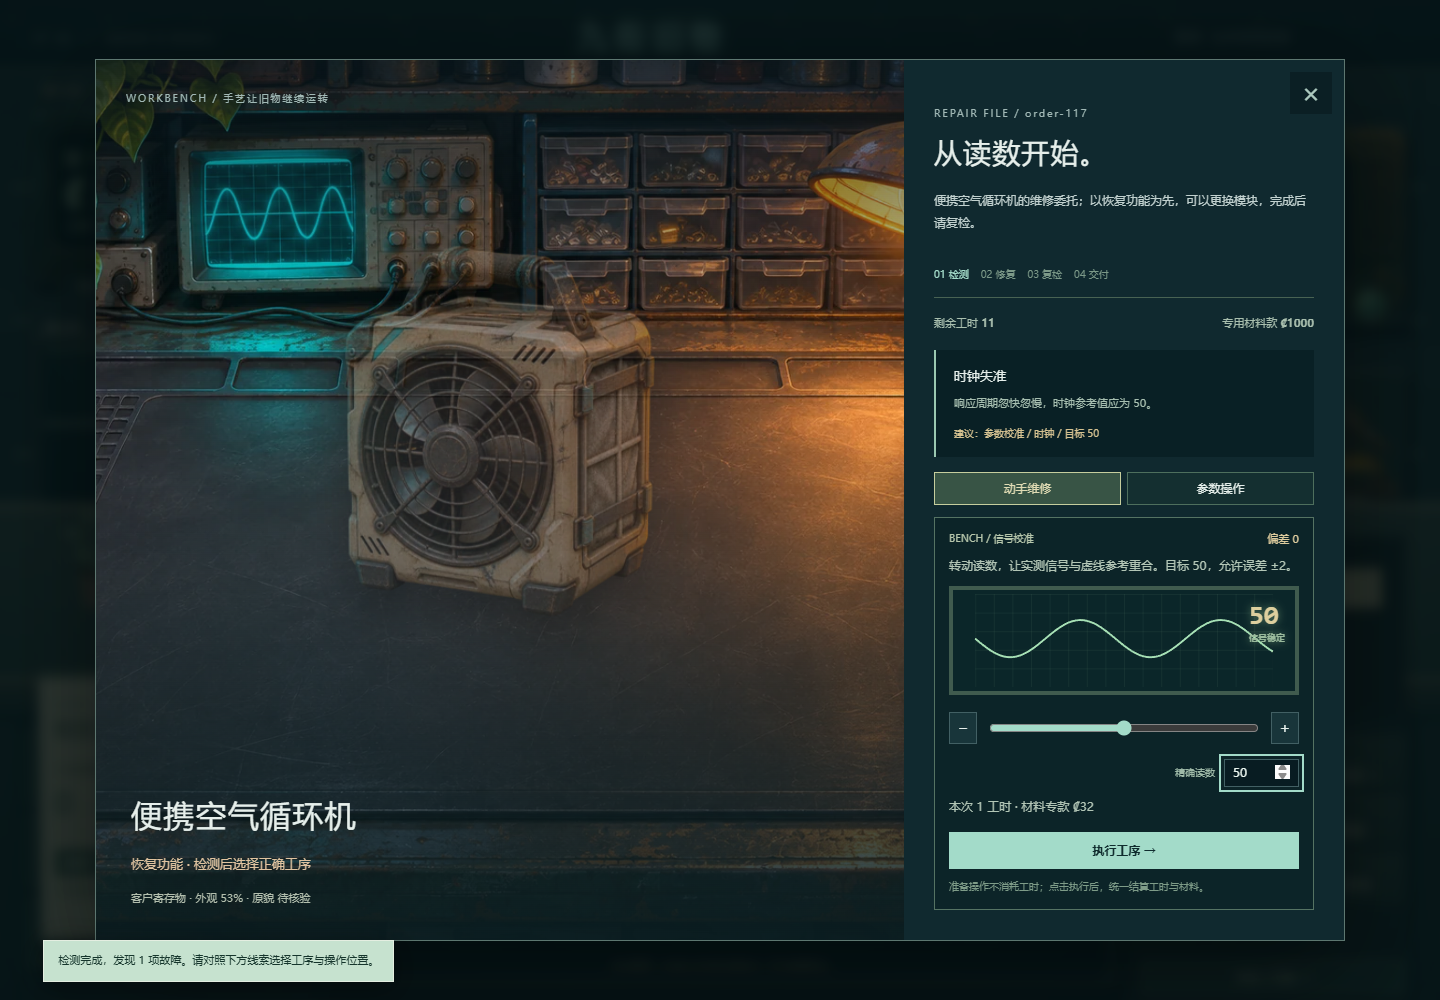 WORKBENCH / 手艺让旧物继续运转
×
REPAIR FILE / order-117
从读数开始。
便携空气循环机的维修委托；以恢复功能为先，可以更换模块，完成后
请复检。
01 检测 02 修复 03 复检 04 交付
剩余工时 11 专用材料款 ₡1000
时钟失准
响应周期忽快忽慢，时钟参考值应为 50。
建议：参数校准 / 时钟 / 目标 50
动手维修 参数操作
BENCH / 信号校准 偏差 0
转动读数，让实测信号与虚线参考重合。目标 50，允许误差 ±2。
50
信号稳定
− +
精确读数 50
本次 1 工时 · 材料专款 ₡32
执行工序 →
准备操作不消耗工时；点击执行后，统一结算工时与材料。
便携空气循环机
恢复功能 · 检测后选择正确工序
客户寄存物 · 外观 53% · 原貌 待核验
检测完成，发现 1 项故障。请对照下方线索选择工序与操作位置。